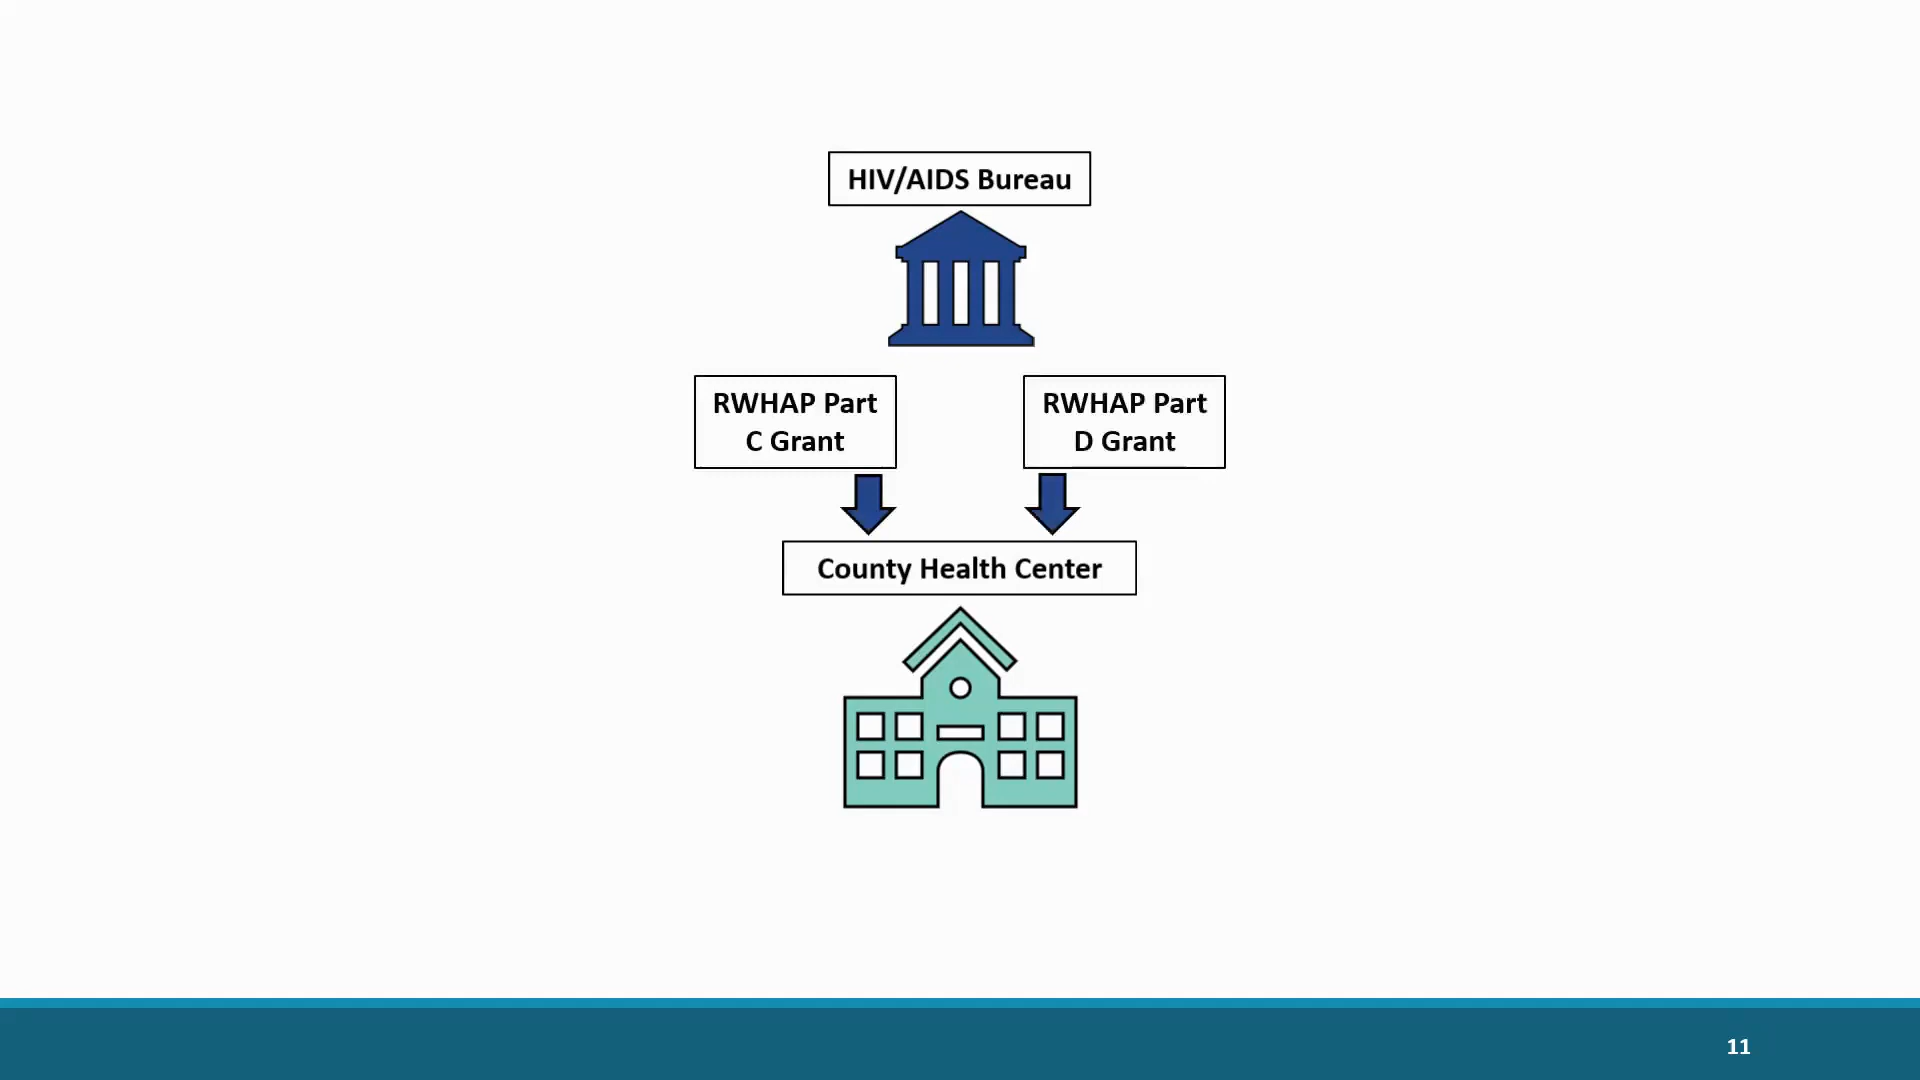 HIV/AIDS Bureau
RWHAP Part
C Grant
RWHAP Part
D Grant
County Health Center
11